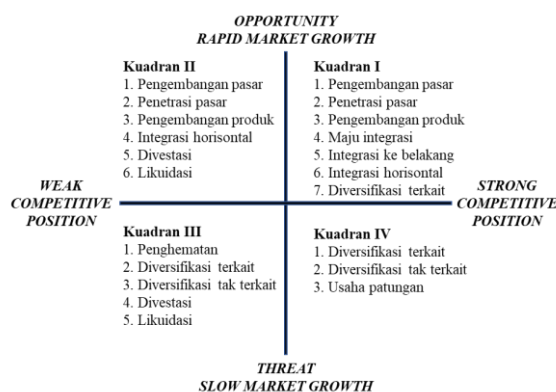 OPPORTUNITY
RAPID MARKET GROWTH
Kuadran II
1. Pengembangan pasar
2. Penetrasi pasar
3. Pengembangan produk
4. Integrasi horisontal
5. Divestasi
6. Likuidasi
Kuadran I
1. Pengembangan pasar
2. Penetrasi pasar
3. Pengembangan produk
4. Maju integrasi
5. Integrasi ke belakang
6. Integrasi horisontal
7. Diversifikasi terkait
WEAK
COMPETITIVE
POSITION
STRONG
COMPETITIVE
POSITION
Kuadran III
1. Penghematan
2. Diversifikasi terkait
3. Diversifikasi tak terkait
4. Divestasi
5. Likuidasi
Kuadran IV
1. Diversifikasi terkait
2. Diversifikasi tak terkait
3. Usaha patungan
THREAT
SLOW MARKET GROWTH